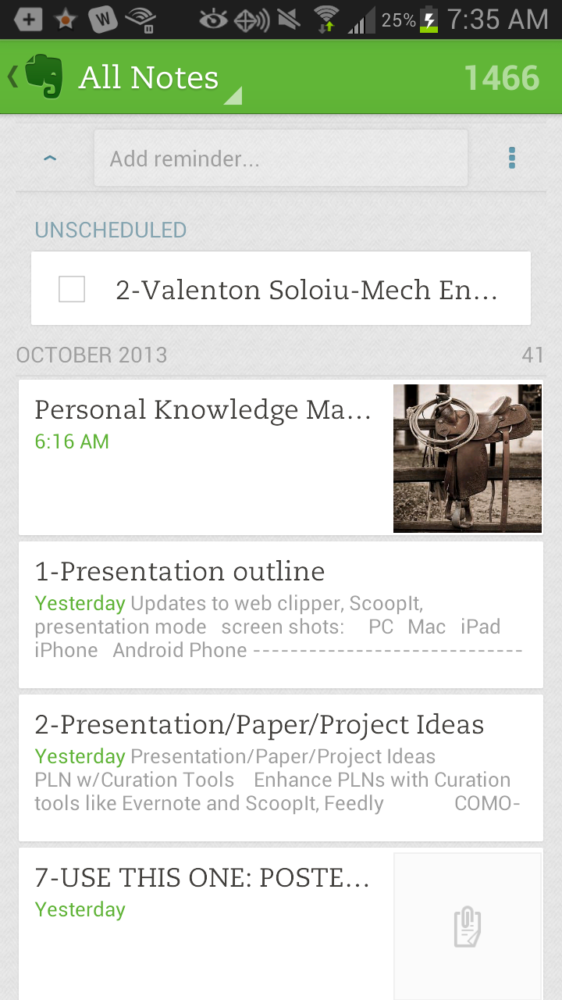 W
25%
7:35 AM
All Notes
1466
Add reminder...
UNSCHEDULED
2-Valenton Soloiu-Mech En...
OCTOBER 2013
41
Personal Knowledge Ma...
6:16 AM
1-Presentation outline
Yesterday Updates to web clipper, ScoopIt,
presentation mode screen shots: PC Mac iPad
iPhone Android Phone -----------------------------
2-Presentation/Paper/Project Ideas
Yesterday Presentation/Paper/Project Ideas
PLN w/Curation Tools Enhance PLNs with Curation
tools like Evernote and ScoopIt, Feedly COMO-
7-USE THIS ONE: POSTE...
Yesterday